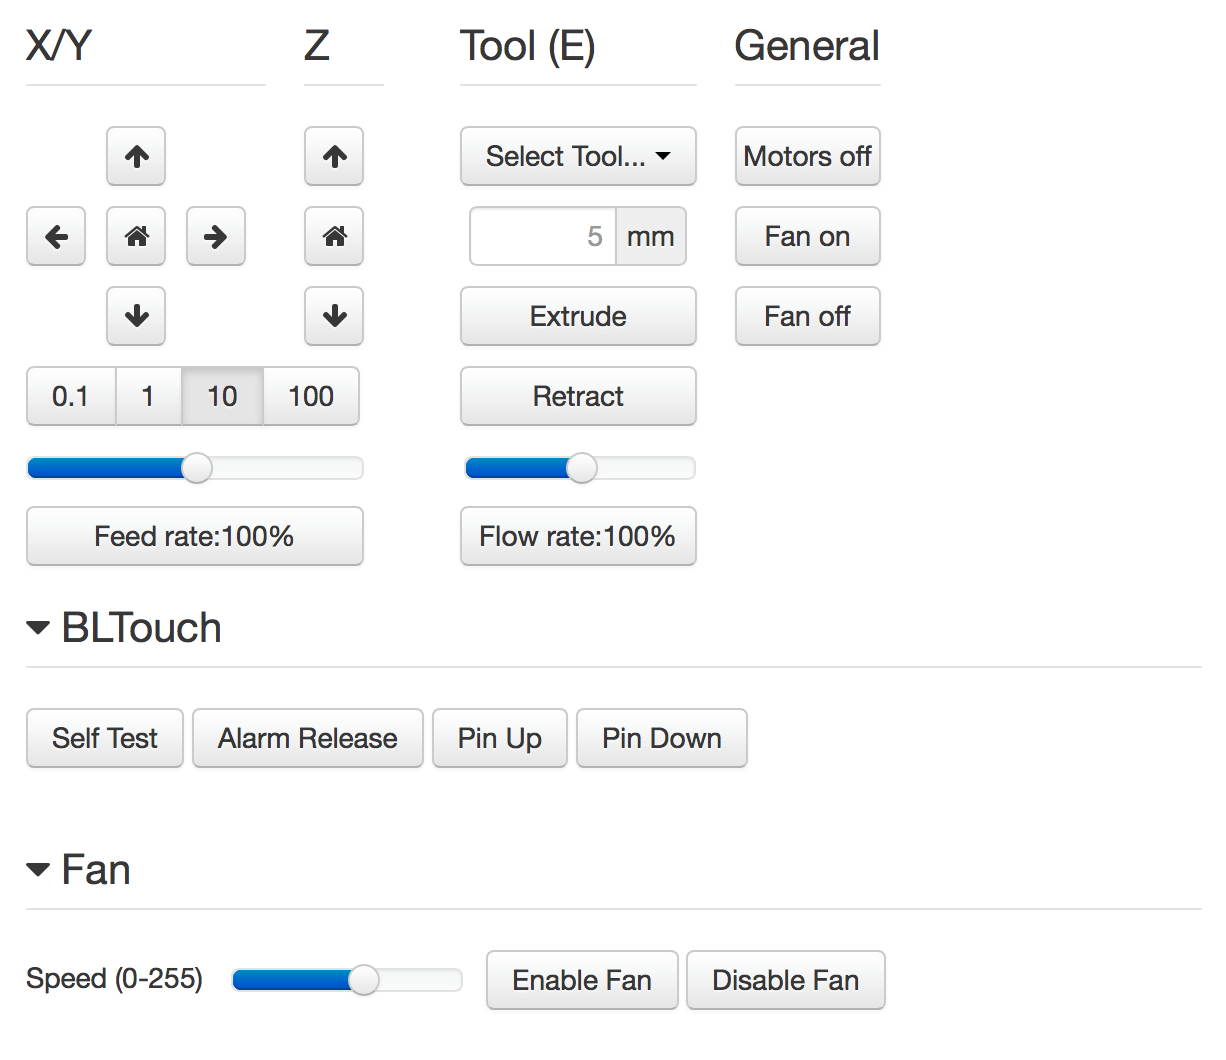 X/Y Z Tool (E) General
Select Tool... Motors off
5 mm Fan on
Extrude Fan off
0.1 1 10 100 Retract
Feed rate:100% Flow rate:100%
BLTouch
Self Test Alarm Release Pin Up Pin Down
Fan
Speed (0-255) Enable Fan Disable Fan